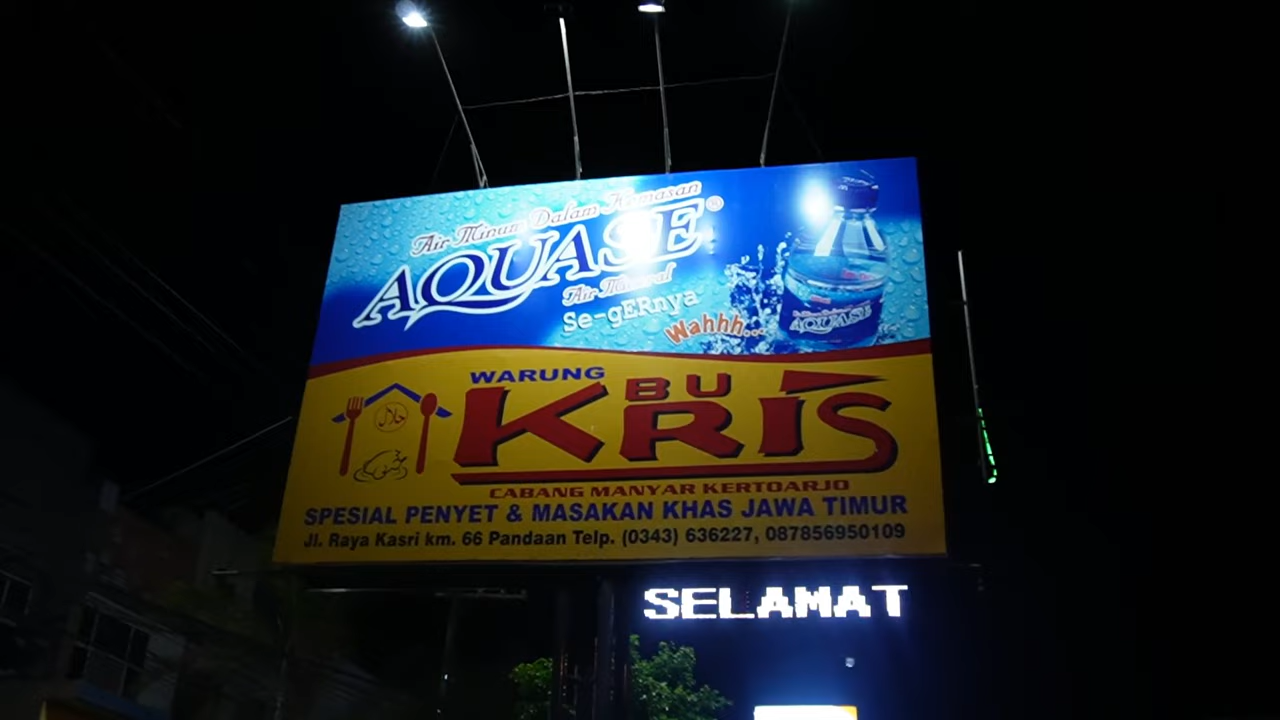 Air Minum Dalam Kemasan
AQUASE®
Air Mineral
Se-gERnya
Wahhh...
AQUASE
WARUNG
BU
KRIS
حلال
CABANG MANYAR KERTOARJO
SPESIAL PENYET & MASAKAN KHAS JAWA TIMUR
Jl. Raya Kasri km. 66 Pandaan Telp. (0343) 636227, 087856950109
SELAMAT